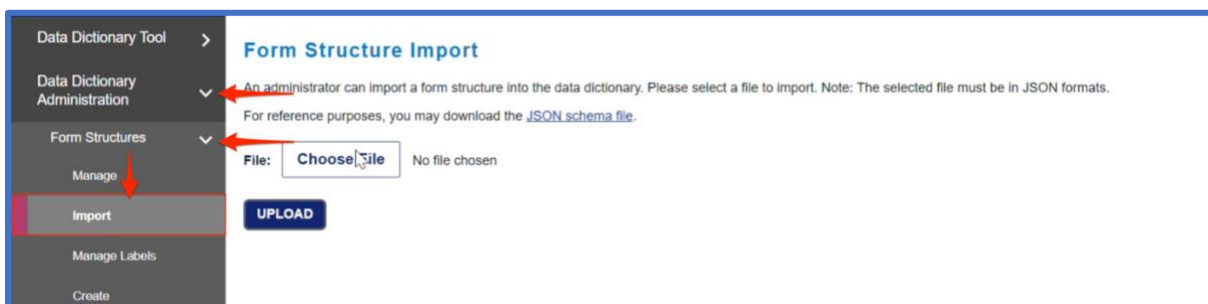 Data Dictionary Tool
Data Dictionary
Administration
Form Structures
Manage
Import
Manage Labels
Create
Form Structure Import
An administrator can import a form structure into the data dictionary. Please select a file to import. Note: The selected file must be in JSON formats.
For reference purposes, you may download the JSON schema file.
File: Choose File No file chosen
UPLOAD